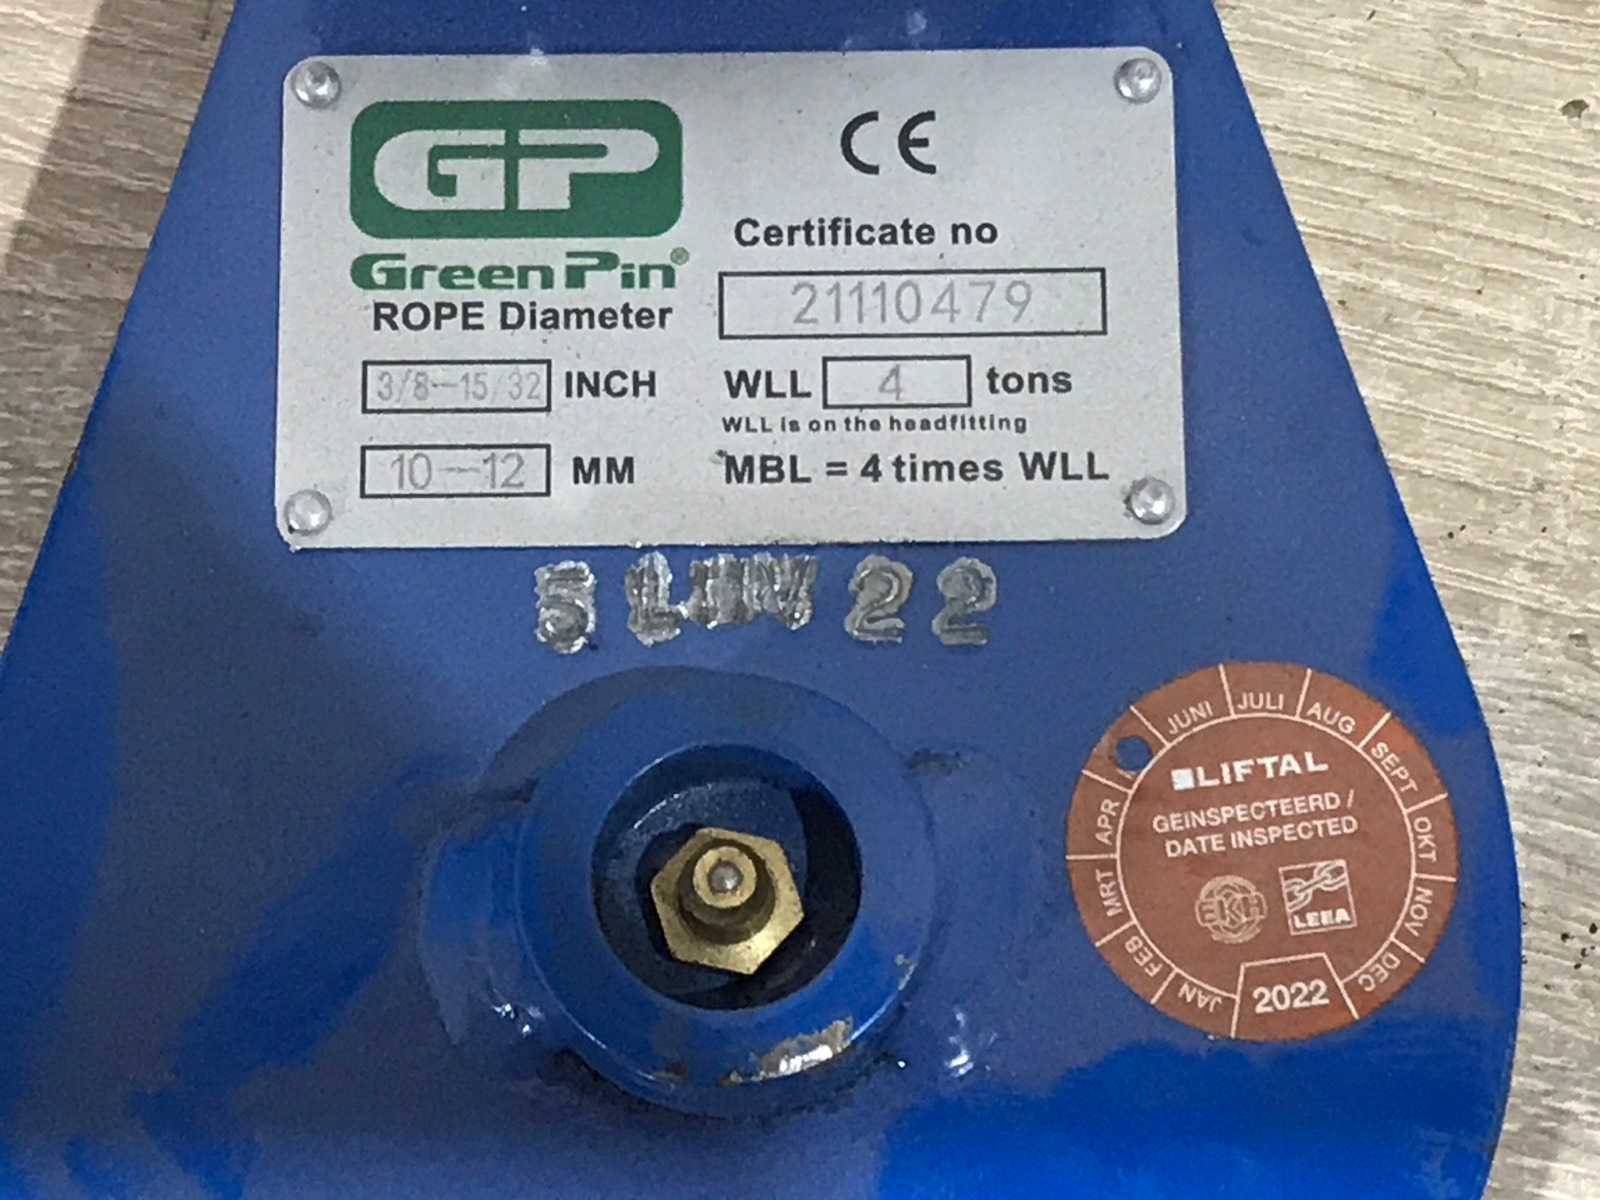 GP
Green Pin®
ROPE Diameter
3/8-15/32 INCH
10-12 MM
CE
Certificate no
21110479
WLL 4 tons
WLL is on the headfitting
MBL = 4 times WLL
22
JAN FEB MRT APR JUNI JULI AUG SEPT OKT NOV DEC
LIFTAL
GEINSPECTEERD /
DATE INSPECTED
EKH LEEA
2022